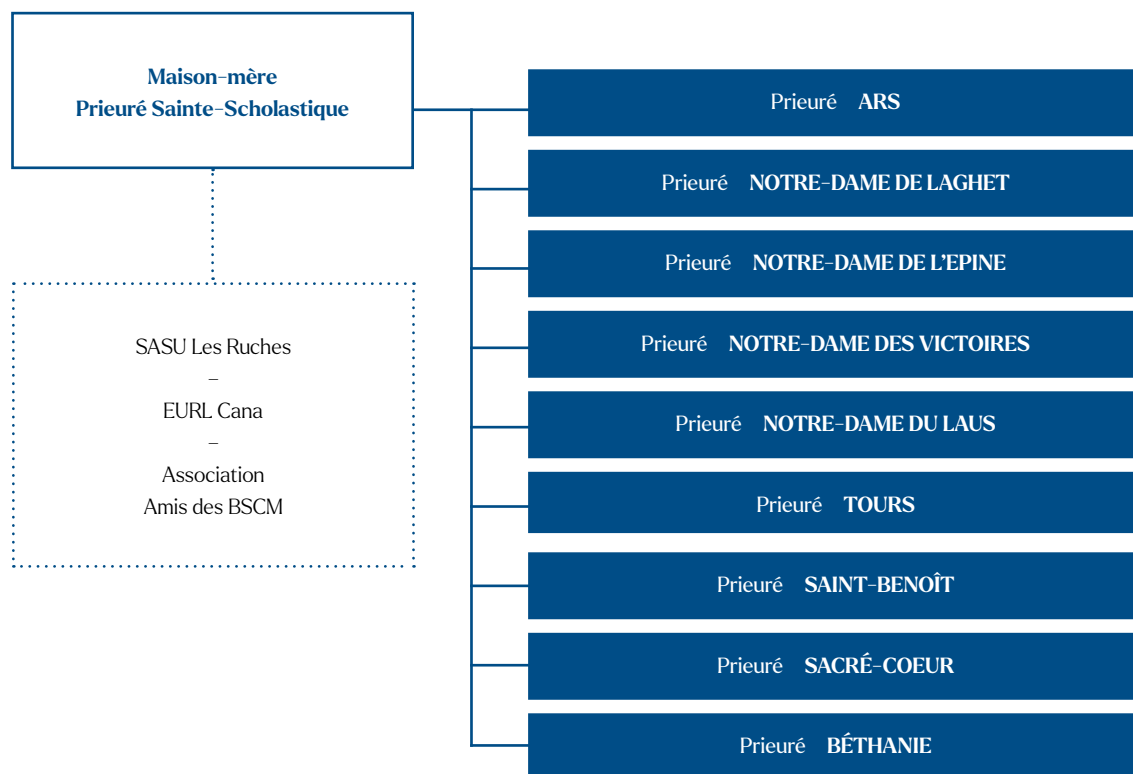 Maison-mère
Prieuré Sainte-Scholastique
SASU Les Ruches
–
EURL Cana
–
Association
Amis des BSCM
Prieuré ARS
Prieuré NOTRE-DAME DE LAGHET
Prieuré NOTRE-DAME DE L’EPINE
Prieuré NOTRE-DAME DES VICTOIRES
Prieuré NOTRE-DAME DU LAUS
Prieuré TOURS
Prieuré SAINT-BENOÎT
Prieuré SACRÉ-COEUR
Prieuré BÉTHANIE